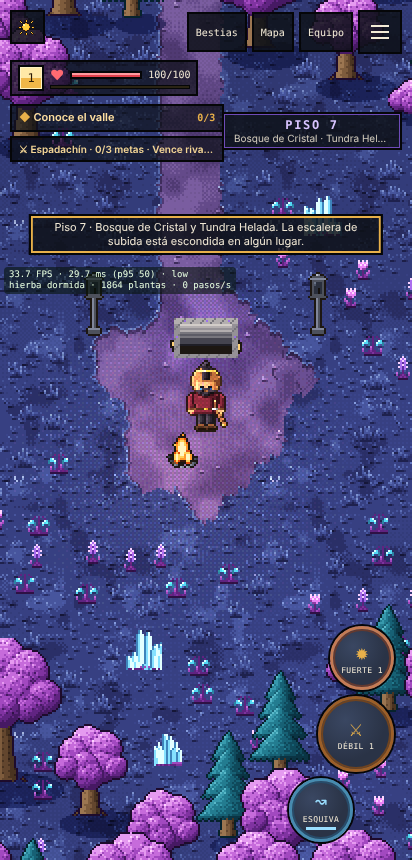 Bestias
Mapa
Equipo
1
100/100
Conoce el valle
0/3
Espadachín · 0/3 metas · Vence riva...
PISO 7
Bosque de Cristal · Tundra Hel...
Piso 7 · Bosque de Cristal y Tundra Helada. La escalera de
subida está escondida en algún lugar.
33.7 FPS · 29.7 ms (p95 50) · low
hierba dormida · 1864 plantas · 0 pasos/s
FUERTE 1
DÉBIL 1
ESQUIVA